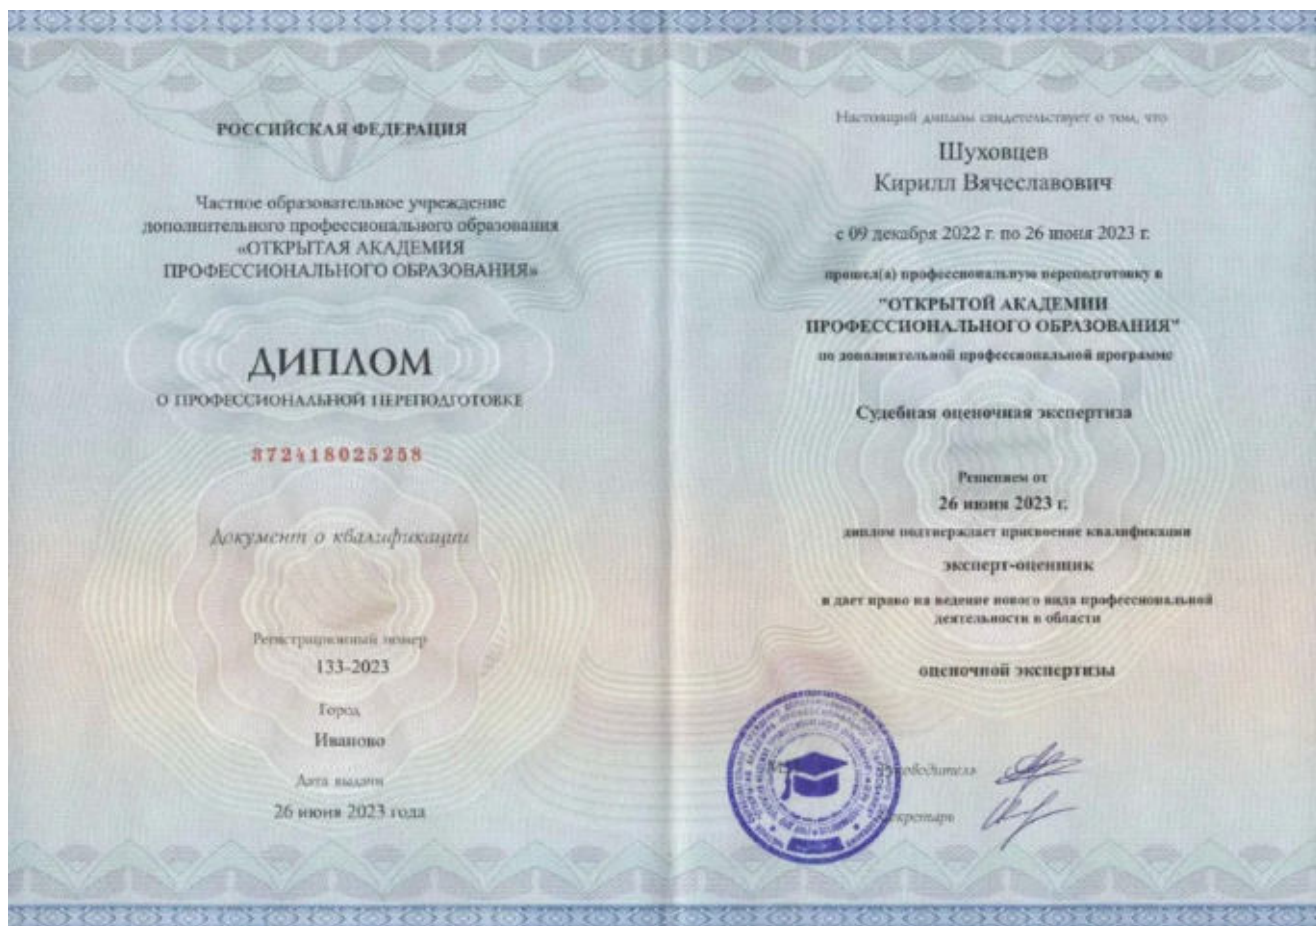 РОССИЙСКАЯ ФЕДЕРАЦИЯ
Частное образовательное учреждение
дополнительного профессионального образования
«ОТКРЫТАЯ АКАДЕМИЯ
ПРОФЕССИОНАЛЬНОГО ОБРАЗОВАНИЯ»
ДИПЛОМ
О ПРОФЕССИОНАЛЬНОЙ ПЕРЕПОДГОТОВКЕ
372418025258
Документ о квалификации
Регистрационный номер
133-2023
Город
Иваново
Дата выдачи
26 июня 2023 года
Настоящий диплом свидетельствует о том, что
Шуховцев
Кирилл Вячеславович
с 09 декабря 2022 г. по 26 июня 2023 г.
прошел(а) профессиональную переподготовку в
"ОТКРЫТОЙ АКАДЕМИИ
ПРОФЕССИОНАЛЬНОГО ОБРАЗОВАНИЯ"
по дополнительной профессиональной программе
Судебная оценочная экспертиза
Решением от
26 июня 2023 г.
диплом подтверждает присвоение квалификации
эксперт-оценщик
и дает право на ведение нового вида профессиональной
деятельности в области
оценочной экспертизы
Руководитель
Секретарь